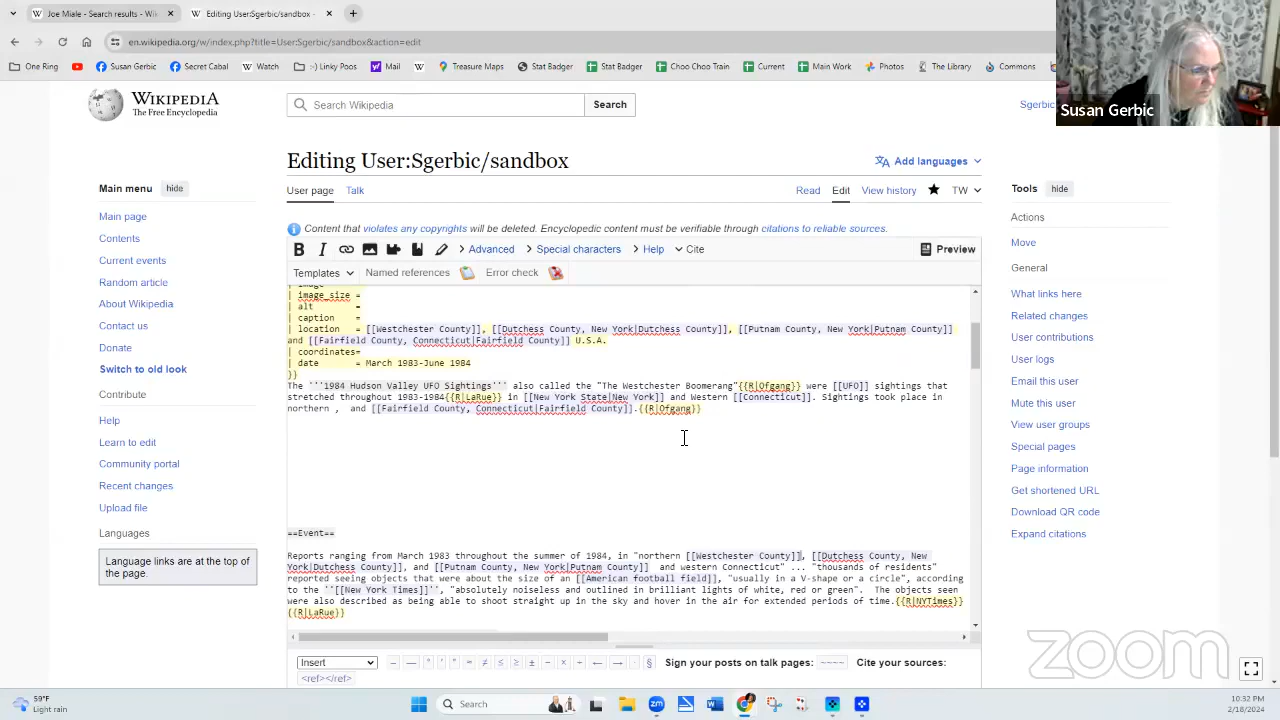 Joe Miale - Wikipedia
Editing User:Sgerbic/sandbox -
en.wikipedia.org/w/index.php?title=User:Sgerbic/sandbox&action=edit
One Ring
Susan Gerbic
Secret Cabal
Watch
:-) Linky Pooz
Mail
Treasure Maps
Stat Badger
Stat Badger
Choo Choo Train
Current
Main Work
Photos
The Library
Commons
WIKIPEDIA
The Free Encyclopedia
Search Wikipedia
Search
Sgerbic
Susan Gerbic
Editing User:Sgerbic/sandbox
Add languages
Main menu hide
User page Talk
Read Edit View history TW
Tools hide
Main page
Contents
Current events
Random article
About Wikipedia
Contact us
Donate
Switch to old look
Contribute
Help
Learn to edit
Community portal
Recent changes
Upload file
Languages
Language links are at the top of
the page.
Content that violates any copyrights will be deleted. Encyclopedic content must be verifiable through citations to reliable sources.
B I Advanced Special characters Help Cite Preview
Templates Named references Error check
| image size =
| alt =
| caption =
| location = [[Westchester County]], [[Dutchess County, New York|Dutchess County]], [[Putnam County, New York|Putnam County]]
and [[Fairfield County, Connecticut|Fairfield County]] U.S.A.
| coordinates=
| date = March 1983-June 1984
}}
The '''1984 Hudson Valley UFO Sightings''' also called the "The Westchester Boomerang"{{R|Ofgang}} were [[UFO]] sightings that
stretched throughout 1983-1984{{R|LaRue}} in [[New York State|New York]] and Western [[Connecticut]]. Sightings took place in
northern , and [[Fairfield County, Connecticut|Fairfield County]].{{R|Ofgang}}
==Event==
Reports ranging from March 1983 throughout the summer of 1984, in "northern [[Westchester County]], [[Dutchess County, New
York|Dutchess County]], and [[Putnam County, New York|Putnam County]] and western Connecticut" ... "thousands of residents"
reported seeing objects that were about the size of an [[American football field]], "usually in a V-shape or a circle", according
to the ''[[New York Times]]'', "absolutely noiseless and outlined in brilliant lights of white, red or green". The objects seen
were also described as being able to shoot straight up in the sky and hover in the air for extended periods of time.{{R|NYTimes}}
{{R|LaRue}}
Insert – — ° ′ ″ ≈ ≠ ≤ ≥ ± − × ÷ ← → · § Sign your posts on talk pages: ~~~~ Cite your sources:
<ref></ref>
Actions
Move
General
What links here
Related changes
User contributions
User logs
Email this user
Mute this user
View user groups
Special pages
Page information
Get shortened URL
Download QR code
Expand citations
zoom
59°F
Light rain
Search
10:32 PM
2/18/2024